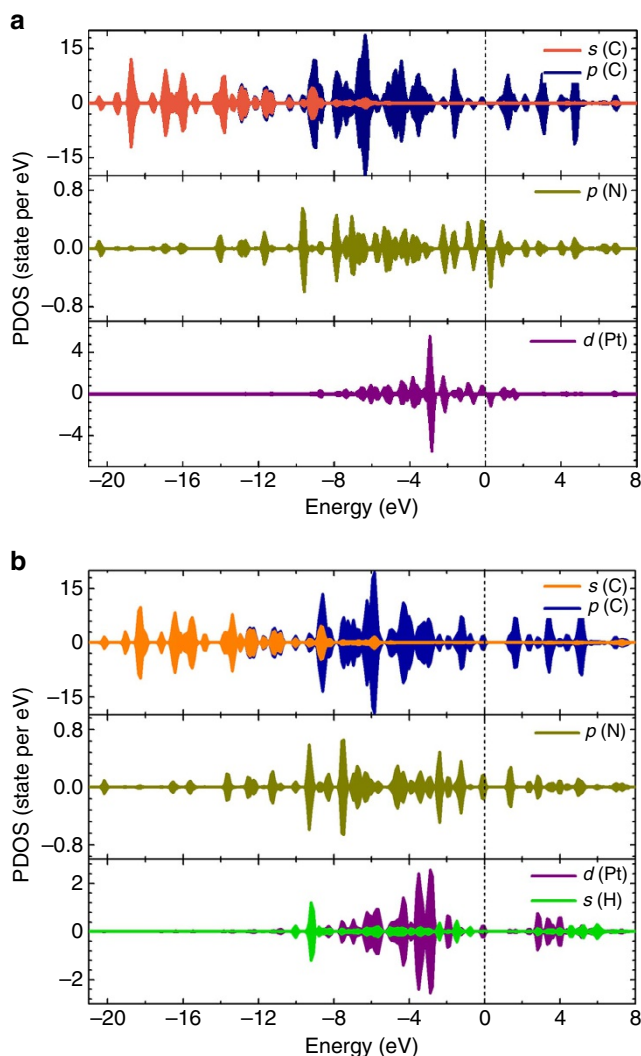 a
15
0
−15
s (C)
p (C)
0.8
0.0
−0.8
p (N)
4
0
−4
d (Pt)
PDOS (state per eV)
−20 −16 −12 −8 −4 0 4 8
Energy (eV)
b
15
0
−15
s (C)
p (C)
0.8
0.0
−0.8
p (N)
2
0
−2
d (Pt)
s (H)
PDOS (state per eV)
−20 −16 −12 −8 −4 0 4 8
Energy (eV)